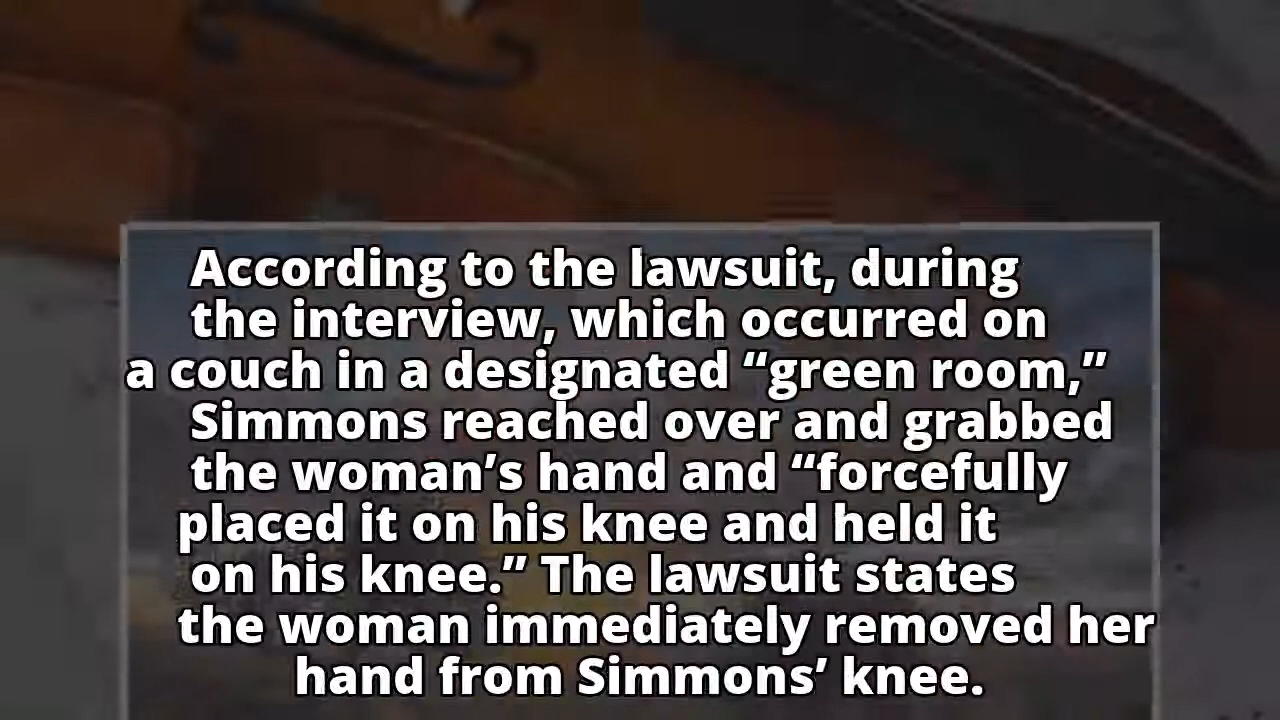 According to the lawsuit, during
the interview, which occurred on
a couch in a designated “green room,”
Simmons reached over and grabbed
the woman’s hand and “forcefully
placed it on his knee and held it
on his knee.” The lawsuit states
the woman immediately removed her
hand from Simmons’ knee.